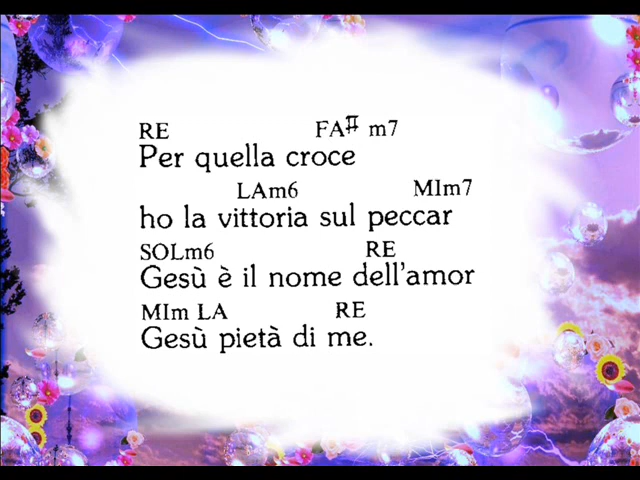 RE FA# m7
Per quella croce
LAm6 MIm7
ho la vittoria sul peccar
SOLm6 RE
Gesù è il nome dell'amor
MIm LA RE
Gesù pietà di me.